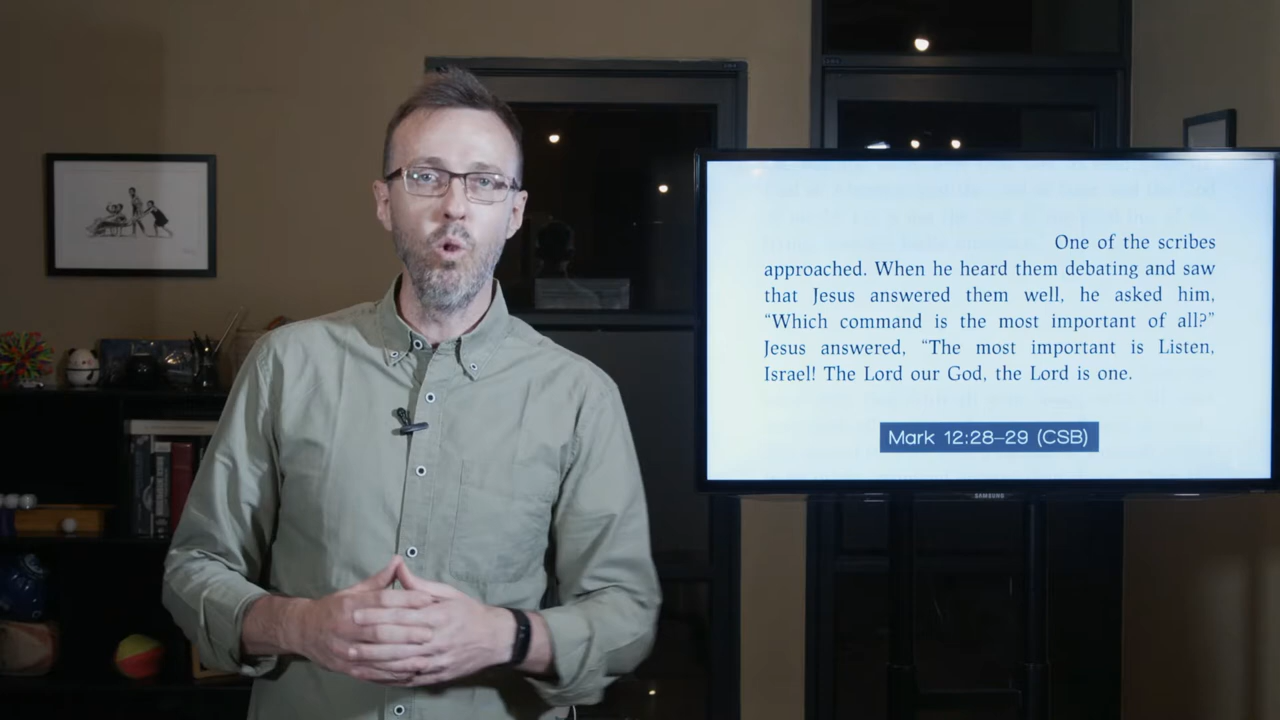 One of the scribes
approached. When he heard them debating and saw
that Jesus answered them well, he asked him,
“Which command is the most important of all?”
Jesus answered, “The most important is Listen,
Israel! The Lord our God, the Lord is one.
Mark 12:28–29 (CSB)
SAMSUNG